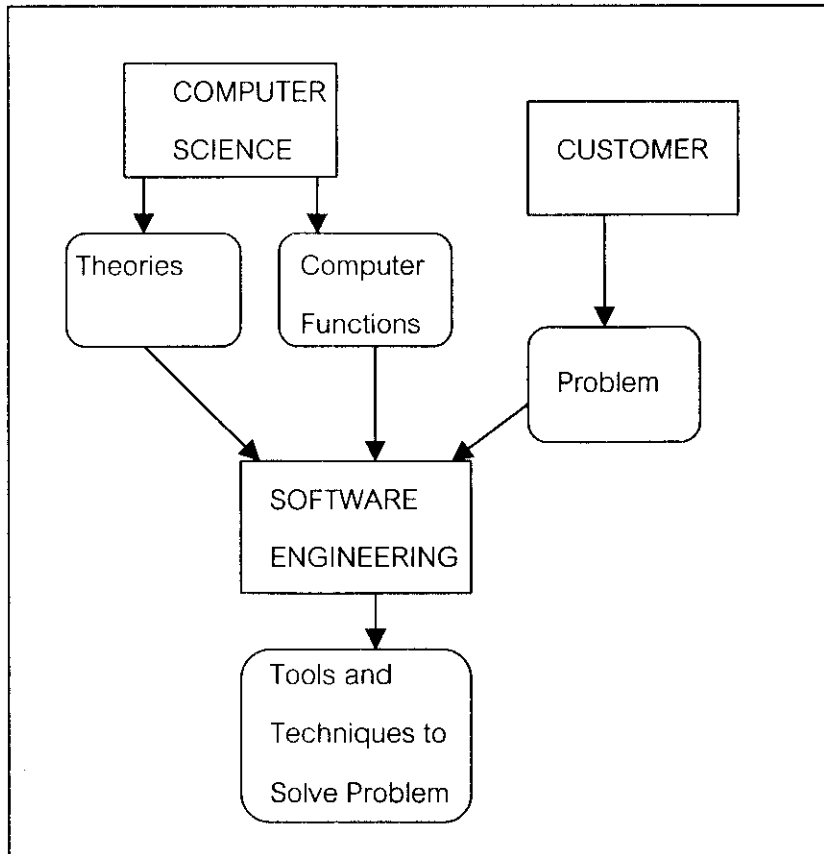 COMPUTER
SCIENCE
CUSTOMER
Theories
Computer
Functions
Problem
SOFTWARE
ENGINEERING
Tools and
Techniques to
Solve Problem